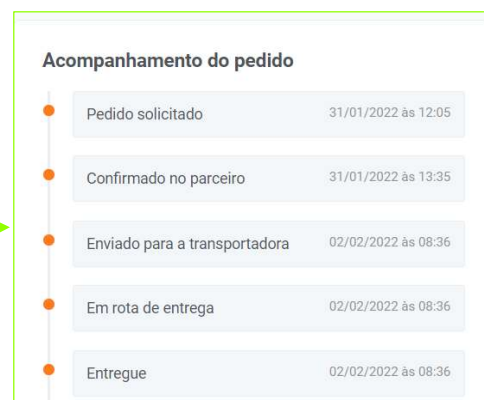 Acompanhamento do pedido
Pedido solicitado 31/01/2022 às 12:05
Confirmado no parceiro 31/01/2022 às 13:35
Enviado para a transportadora 02/02/2022 às 08:36
Em rota de entrega 02/02/2022 às 08:36
Entregue 02/02/2022 às 08:36